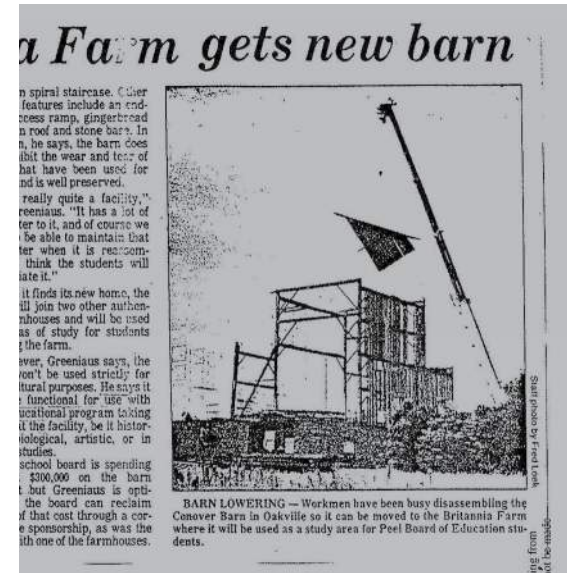 a Farm gets new barn
n spiral staircase. Other
features include an end-
ccess ramp, gingerbread
n roof and stone base. In
n, he says, the barn does
ibit the wear and tear of
hat have been used for
nd is well preserved.
really quite a facility,"
reeniaus. "It has a lot of
ter to it, and of course we
be able to maintain that
ter when it is reassem-
think the students will
iate it."
it finds its new home, the
ill join two other authen-
mhouses and will be used
as of study for students
g the farm.
ever, Greeniaus says, the
on't be used strictly for
ltural purposes. He says it
functional for use with
ucational program taking
t the facility, be it histor-
iological, artistic, or in
studies.
school board is spending
$300,000 on the barn
but Greeniaus is opti-
the board can reclaim
f that cost through a cor-
e sponsorship, as was the
ith one of the farmhouses.
Staff photo by Fred Loek
BARN LOWERING — Workmen have been busy disassembling the
Conover Barn in Oakville so it can be moved to the Britannia Farm
where it will be used as a study area for Peel Board of Education stu-
dents.